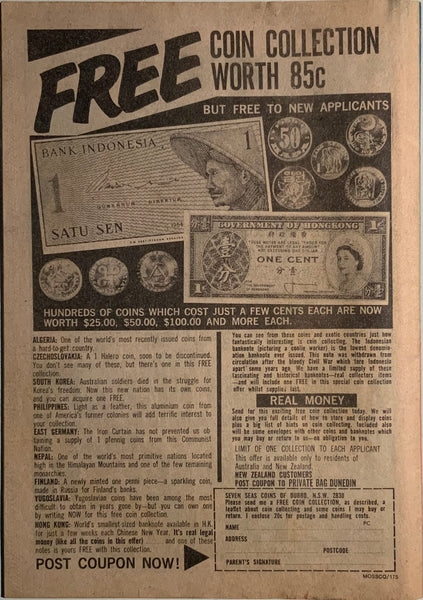 FREE
COIN COLLECTION
WORTH 85c
BUT FREE TO NEW APPLICANTS
BANK INDONESIA
1
1
SATU SEN
50
GOVERNMENT OF HONGKONG
ONE CENT
HUNDREDS OF COINS WHICH COST JUST A FEW CENTS EACH ARE NOW
WORTH $25.00, $50.00, $100.00 AND MORE EACH.
ALGERIA: One of the world's most recently issued coins from
a hard-to-get country.
CZECHOSLOVAKIA: A 1 Halero coin, soon to be discontinued.
You don't see many of these, but there's one in this FREE
collection.
SOUTH KOREA: Australian soldiers died in the struggle for
Korea's freedom. Now this new nation has its own coins,
and you can acquire one FREE.
PHILIPPINES: Light as a feather, this aluminium coin from
one of America's former colonies will add terrific interest to
your collection.
EAST GERMANY: The Iron Curtain has not prevented us ob-
taining a supply of 1 pfennig coins from this Communist
Nation.
NEPAL: One of the world's most primitive nations located
high in the Himalayan Mountains and one of the few remaining
monarchies.
FINLAND: A newly minted one penni piece—a sparkling coin,
made in Russia for Finland's banks.
YUGOSLAVIA: Yugoslavian coins have been among the most
difficult to obtain in years gone by—but you can own one
by writing NOW for this free coin collection.
HONG KONG: World's smallest sized banknote available in H.K.
for just a few weeks each Chinese New Year. It's real legal
money (like all the coins in this offer) . . . and one of these
notes is yours FREE with this collection.
POST COUPON NOW!
You can see from these coins and exotic countries just how
fantastically interesting is coin collecting. The Indonesian
banknote (picturing a coolie worker) is the lowest denomin-
ation banknote ever issued. This note was withdrawn from
circulation after the bloody Civil War which tore Indonesia
apart some years ago. We have a limited supply of these
fascinating and historical banknotes—real collectors items
—and will include one FREE in this special coin collection
offer whilst supplies last.
REAL MONEY
Send for this exciting free coin collection today. We will
also give you full details of how to store and display coins
plus a big list of hints on coin collecting. Included also
will be some envelopes with other coins and banknotes which
you may buy or return to us—on obligation to you.
LIMIT OF ONE COLLECTION TO EACH APPLICANT
This offer is available only to residents of
Australia and New Zealand.
NEW ZEALAND CUSTOMERS
POST COUPON TO PRIVATE BAG, DUNEDIN
SEVEN SEAS COINS OF DUBBO, N.S.W. 2830
Please send me a FREE COIN COLLECTION, as described, a
leaflet about coin collecting and some coins I may buy or
return. I enclose 20c for postage and handling costs.
PC
NAME
ADDRESS
POSTCODE
PARENT'S SIGNATURE
MOSSCO/175